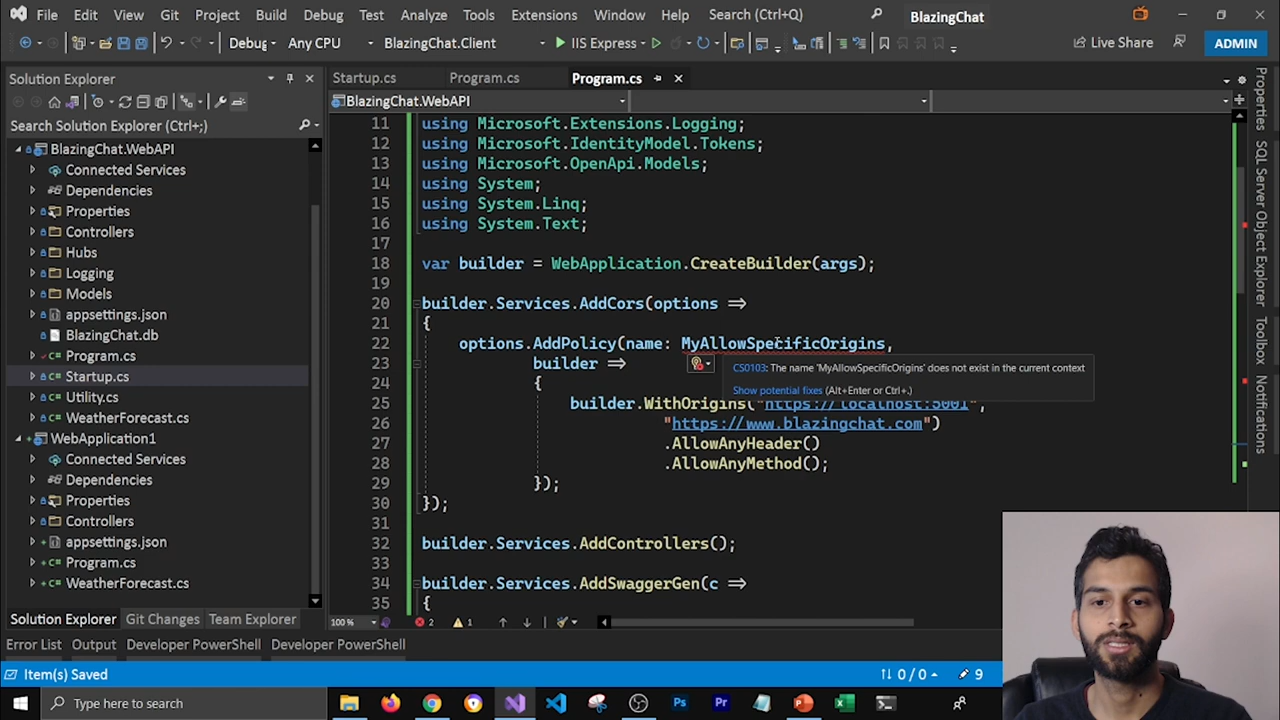 File Edit View Git Project Build Debug Test Analyze Tools Extensions Window Help Search (Ctrl+Q) BlazingChat
Debug Any CPU BlazingChat.Client IIS Express Live Share ADMIN
Solution Explorer
Search Solution Explorer (Ctrl+;)
BlazingChat.WebAPI
Connected Services
Dependencies
Properties
Controllers
Hubs
Logging
Models
appsettings.json
BlazingChat.db
Program.cs
Startup.cs
Utility.cs
WeatherForecast.cs
WebApplication1
Connected Services
Dependencies
Properties
Controllers
appsettings.json
Program.cs
WeatherForecast.cs
Solution Explorer Git Changes Team Explorer
Startup.cs Program.cs Program.cs
BlazingChat.WebAPI
11 using Microsoft.Extensions.Logging;
12 using Microsoft.IdentityModel.Tokens;
13 using Microsoft.OpenApi.Models;
14 using System;
15 using System.Linq;
16 using System.Text;
17
18 var builder = WebApplication.CreateBuilder(args);
19
20 builder.Services.AddCors(options =>
21 {
22 options.AddPolicy(name: MyAllowSpecificOrigins,
23 builder =>
CS0103: The name 'MyAllowSpecificOrigins' does not exist in the current context
Show potential fixes (Alt+Enter or Ctrl+.)
24 {
25 builder.WithOrigins("https://localhost:5001",
26 "https://www.blazingchat.com")
27 .AllowAnyHeader()
28 .AllowAnyMethod();
29 });
30 });
31
32 builder.Services.AddControllers();
33
34 builder.Services.AddSwaggerGen(c =>
35 {
100 % 2 1
Properties
SQL Server Object Explorer
Notifications
Error List Output Developer PowerShell Developer PowerShell
Item(s) Saved 0 / 0 9
Type here to search